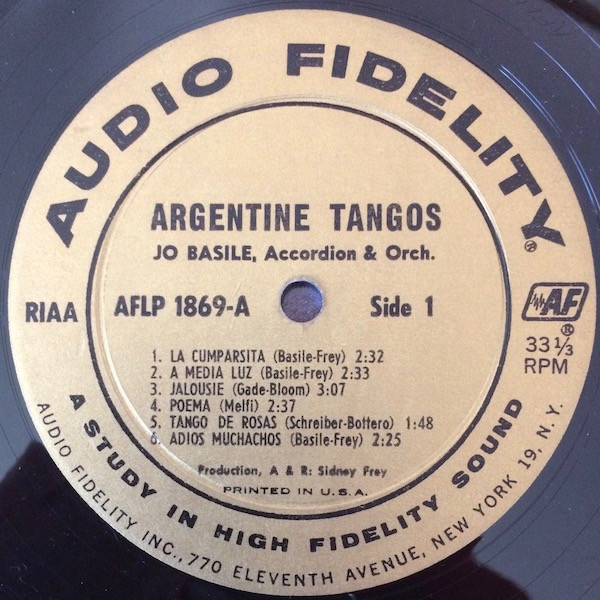 AUDIO FIDELITY®
ARGENTINE TANGOS
JO BASILE, Accordion & Orch.
RIAA
AFLP 1869-A
Side 1
AF®
33 1/3
RPM
1. LA CUMPARSITA (Basile-Frey) 2:32
2. A MEDIA LUZ (Basile-Frey) 2:33
3. JALOUSIE (Gade-Bloom) 3:07
4. POEMA (Melfi) 2:37
5. TANGO DE ROSAS (Schreiber-Bottero) 1:48
6. ADIOS MUCHACHOS (Basile-Frey) 2:25
Production, A & R: Sidney Frey
PRINTED IN U.S.A.
A STUDY IN HIGH FIDELITY SOUND
AUDIO FIDELITY INC., 770 ELEVENTH AVENUE, NEW YORK 19, N.Y.